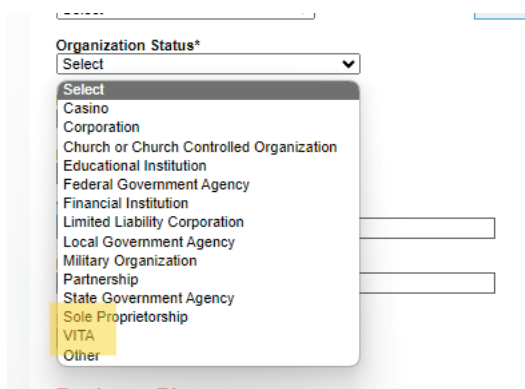 Organization Status*
Select
Select
Casino
Corporation
Church or Church Controlled Organization
Educational Institution
Federal Government Agency
Financial Institution
Limited Liability Corporation
Local Government Agency
Military Organization
Partnership
State Government Agency
Sole Proprietorship
VITA
Other